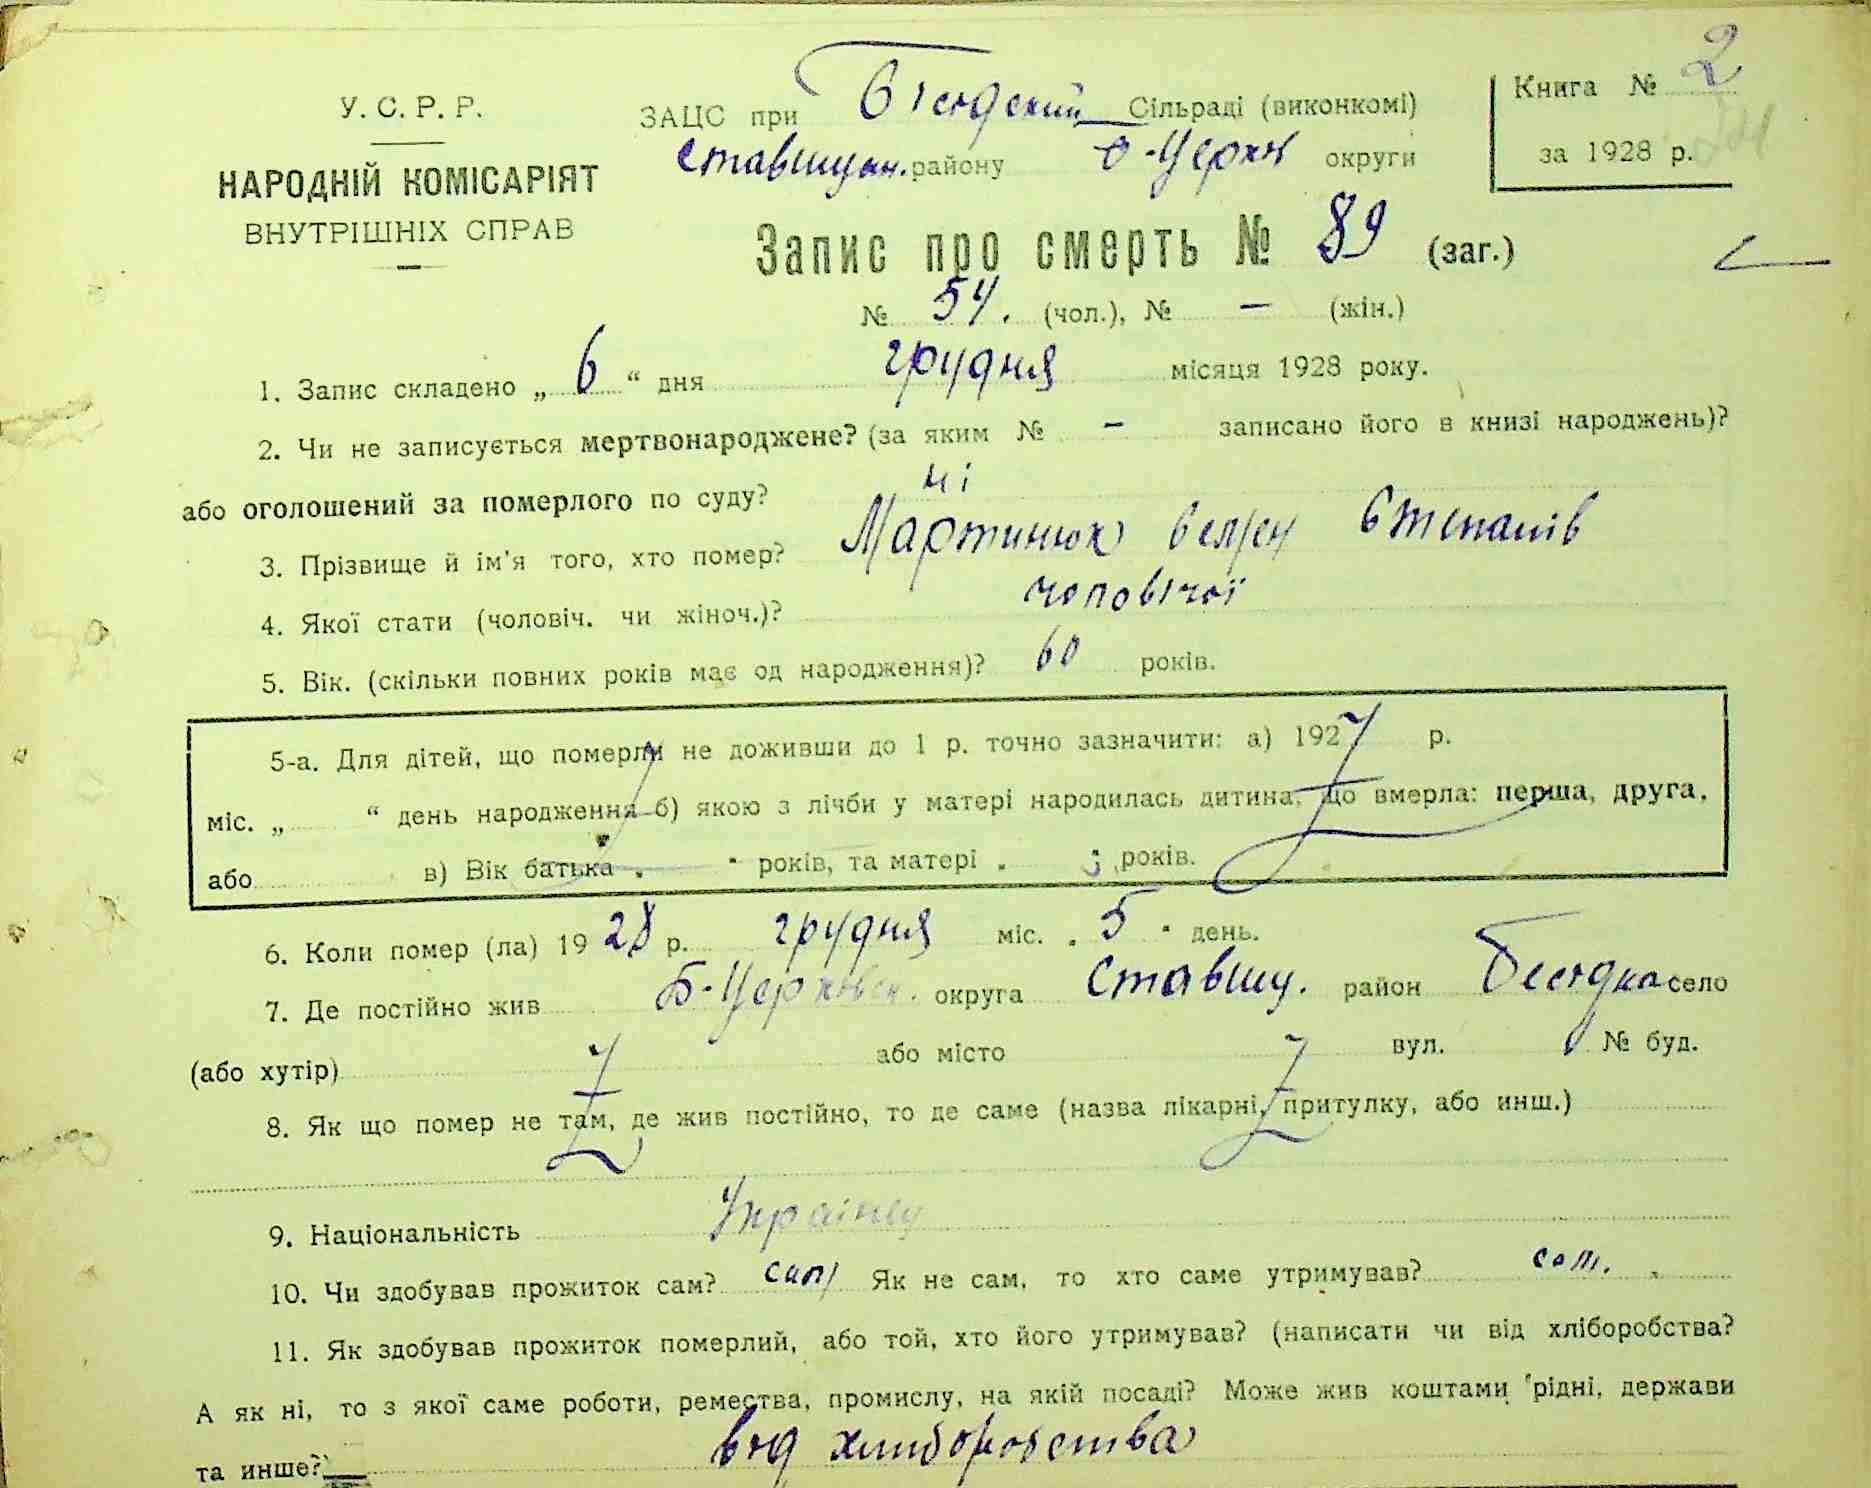 У. С. Р. Р.
НАРОДНІЙ КОМІСАРІЯТ
ВНУТРІШНІХ СПРАВ
ЗАЦС при Бесідский Сільраді (виконкомі)
Ставищан. району Б-Церкв округи
Книга № 2
за 1928 р.
Запис про смерть № 89 (заг.)
№ 54. (чол.), № — (жін.)
1. Запис складено „ 6 “ дня грудня місяця 1928 року.
2. Чи не записується мертвонароджене? (за яким № — записано його в книзі народжень)?
або оголошений за померлого по суду? ні
3. Прізвище й ім'я того, хто помер? Мартинюк Степанів
4. Якої стати (чоловіч. чи жіноч.)? чоловічої
5. Вік. (скільки повних років має од народження)? 60 років.
5-а. Для дітей, що померли не доживши до 1 р. точно зазначити: а) 192 р.
міс. „ “ день народження б) якою з лічби у матері народилась дитина, що вмерла: перша, друга,
або в) Вік батька років, та матері років.
6. Коли помер (ла) 1928 р. грудня міс. „ 5 “ день.
7. Де постійно жив Б-Церковсн. округа Ставищ. район Бесідка село
(або хутір) або місто вул. № буд.
8. Як що помер не там, де жив постійно, то де саме (назва лікарні, притулку, або инш.)
9. Національність Українец
10. Чи здобував прожиток сам? сам Як не сам, то хто саме утримував? сам.
11. Як здобував прожиток померлий, або той, хто його утримував? (написати чи від хліборобства?
А як ні, то з якої саме роботи, ремества, промислу, на якій посаді? Може жив коштами рідні, держави
та инше? від хліборобства